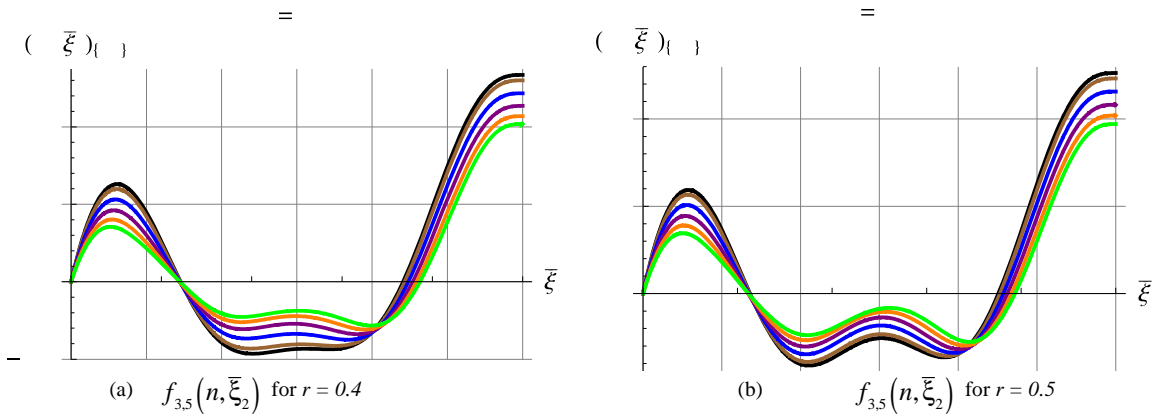 =
=
( ξ̄ ){ }
( ξ̄ ){ }
ξ̄
ξ̄
–
(a) f3,5(n, ξ̄2) for r = 0.4
(b) f3,5(n, ξ̄2) for r = 0.5